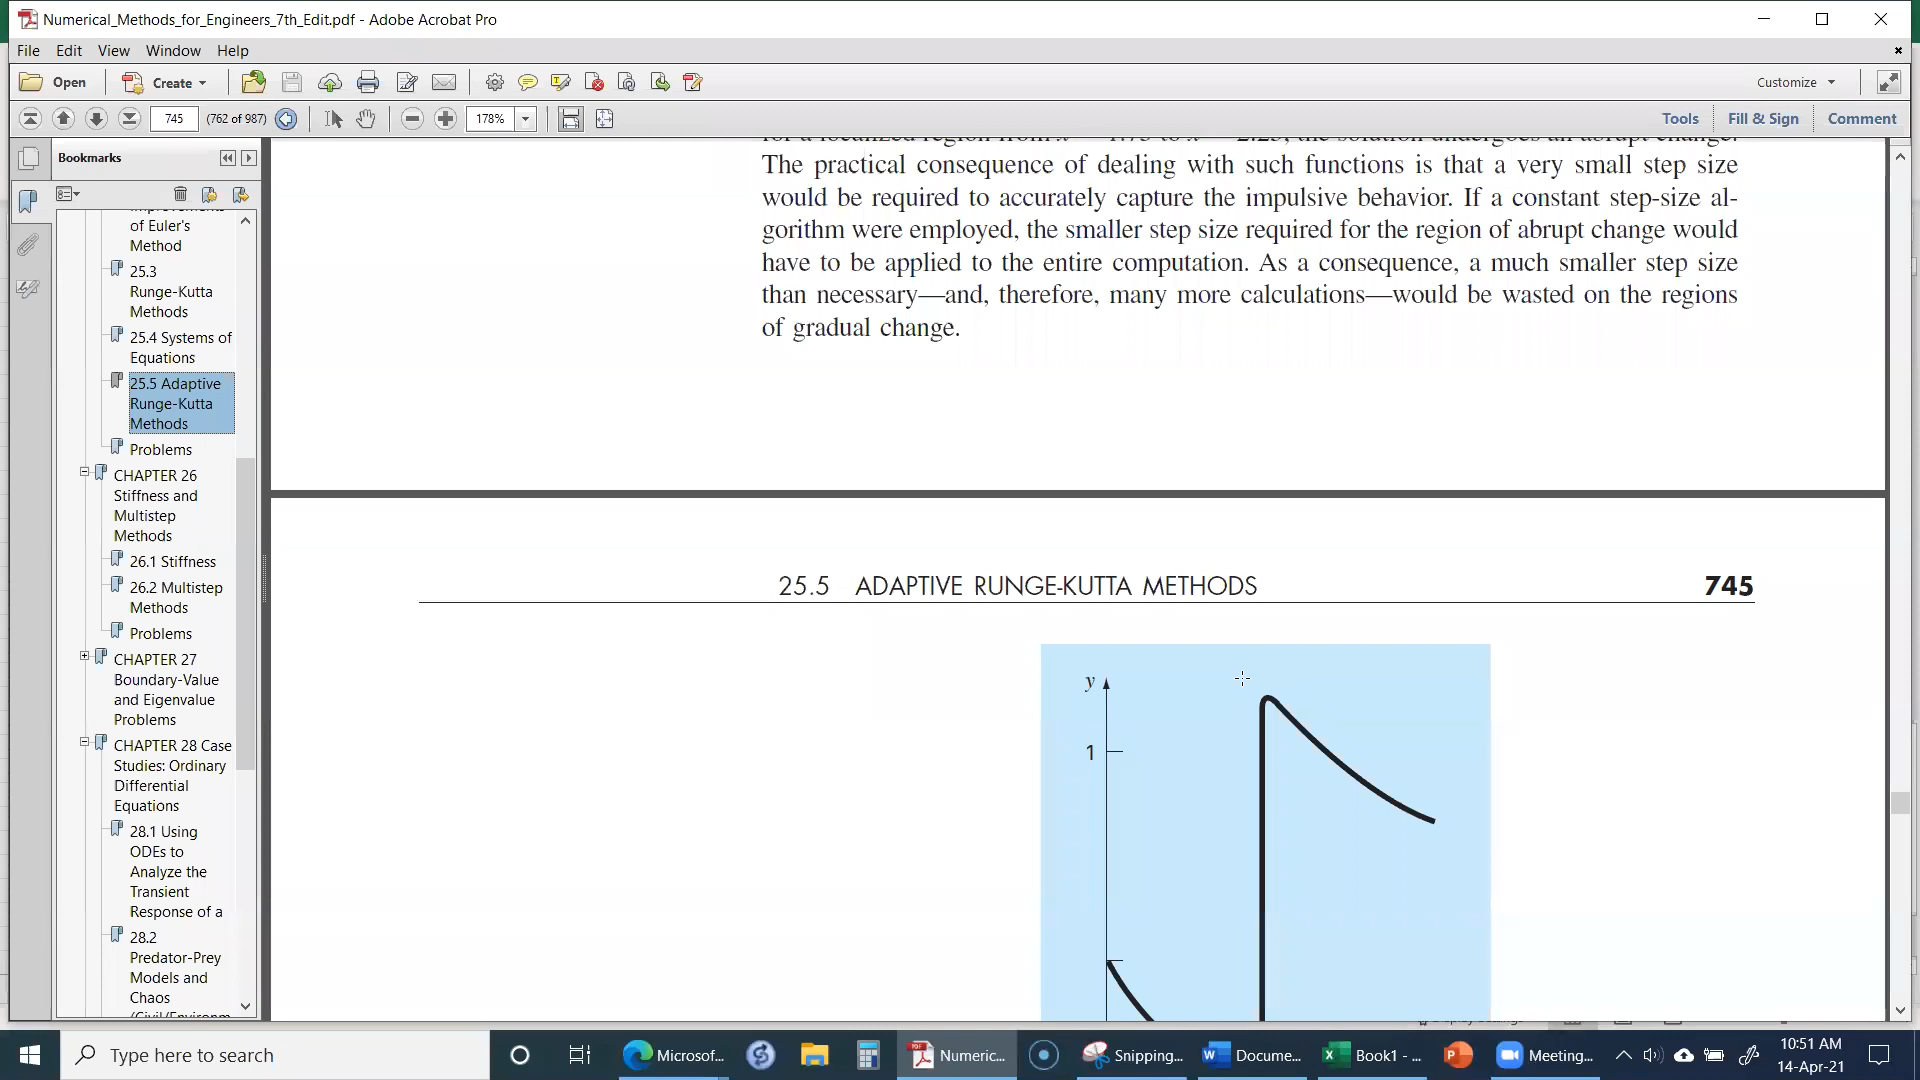 Numerical_Methods_for_Engineers_7th_Edit.pdf - Adobe Acrobat Pro
File Edit View Window Help
Open Create Customize
745 (762 of 987) 178% Tools Fill & Sign Comment
Bookmarks
of Euler's
Method
25.3
Runge-Kutta
Methods
25.4 Systems of
Equations
25.5 Adaptive
Runge-Kutta
Methods
Problems
CHAPTER 26
Stiffness and
Multistep
Methods
26.1 Stiffness
26.2 Multistep
Methods
Problems
CHAPTER 27
Boundary-Value
and Eigenvalue
Problems
CHAPTER 28 Case
Studies: Ordinary
Differential
Equations
28.1 Using
ODEs to
Analyze the
Transient
Response of a
28.2
Predator-Prey
Models and
Chaos
The practical consequence of dealing with such functions is that a very small step size
would be required to accurately capture the impulsive behavior. If a constant step-size al-
gorithm were employed, the smaller step size required for the region of abrupt change would
have to be applied to the entire computation. As a consequence, a much smaller step size
than necessary—and, therefore, many more calculations—would be wasted on the regions
of gradual change.
25.5 ADAPTIVE RUNGE-KUTTA METHODS 745
y
1
Type here to search
Microsof...
Numeric...
Snipping...
Docume...
Book1 - ...
Meeting...
10:51 AM
14-Apr-21